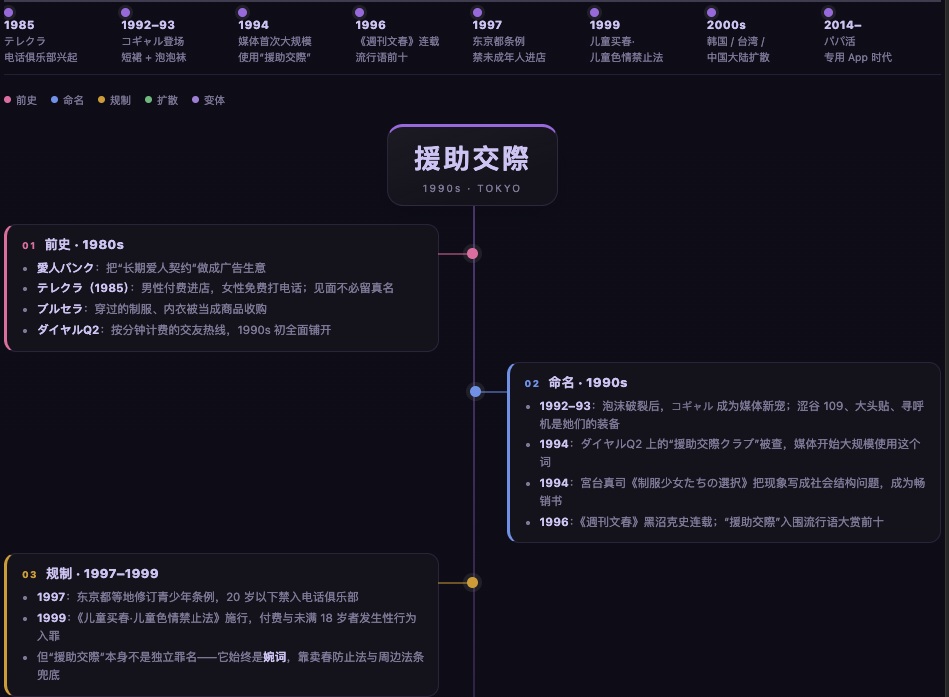 1985
テレクラ
电话俱乐部兴起
1992–93
コギャル登场
短裙 + 泡泡袜
1994
媒体首次大规模
使用“援助交際”
1996
《週刊文春》连载
流行语前十
1997
东京都条例
禁未成年人进店
1999
儿童买春·
儿童色情禁止法
2000s
韩国 / 台湾 /
中国大陆扩散
2014–
パパ活
专用 App 时代
前史
命名
规制
扩散
变体
援助交際
1990s · TOKYO
01 前史 · 1980s
愛人バンク：把“长期爱人契约”做成广告生意
テレクラ（1985）：男性付费进店，女性免费打电话；见面不必留真名
ブルセラ：穿过的制服、内衣被当成商品收购
ダイヤルQ2：按分钟计费的交友热线，1990s 初全面铺开
02 命名 · 1990s
1992–93：泡沫破裂后，コギャル 成为媒体新宠；涩谷 109、大头贴、寻呼
机是她们的装备
1994：ダイヤルQ2 上的“援助交際クラブ”被查，媒体开始大规模使用这个
词
1994：宮台真司《制服少女たちの選択》把现象写成社会结构问题，成为畅
销书
1996：《週刊文春》黑沼克史连载；“援助交際”入围流行语大赏前十
03 规制 · 1997–1999
1997：东京都等地修订青少年条例，20 岁以下禁入电话俱乐部
1999：《儿童买春·儿童色情禁止法》施行，付费与未满 18 岁者发生性行为
入罪
但“援助交際”本身不是独立罪名——它始终是婉词，靠卖春防止法与周边法条
兜底